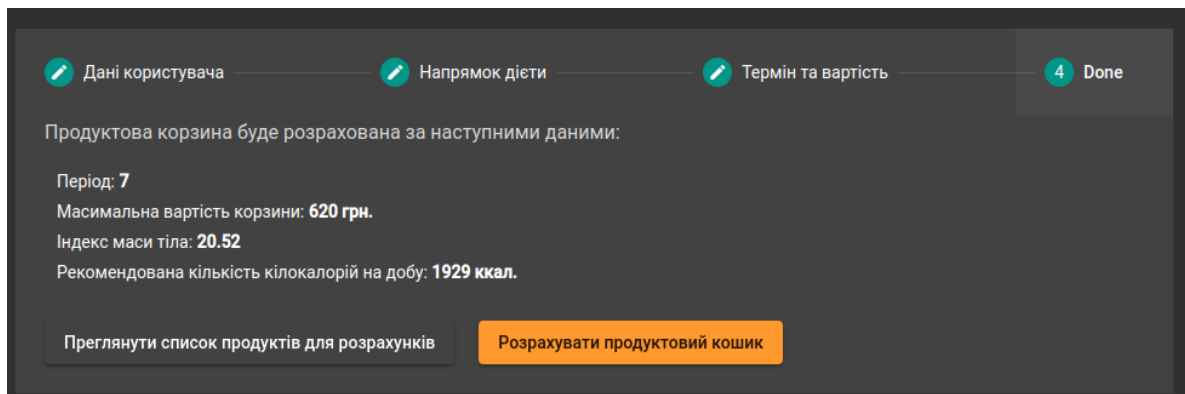 Дані користувача Напрямок дієти Термін та вартість 4 Done
Продуктова корзина буде розрахована за наступними даними:
Період: 7
Масимальна вартість корзини: 620 грн.
Індекс маси тіла: 20.52
Рекомендована кількість кілокалорій на добу: 1929 ккал.
Преглянути список продуктів для розрахунків Розрахувати продуктовий кошик